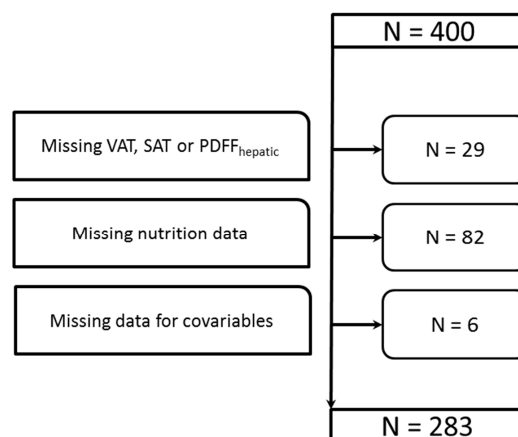 N = 400
Missing VAT, SAT or PDFFhepatic
N = 29
Missing nutrition data
N = 82
Missing data for covariables
N = 6
N = 283